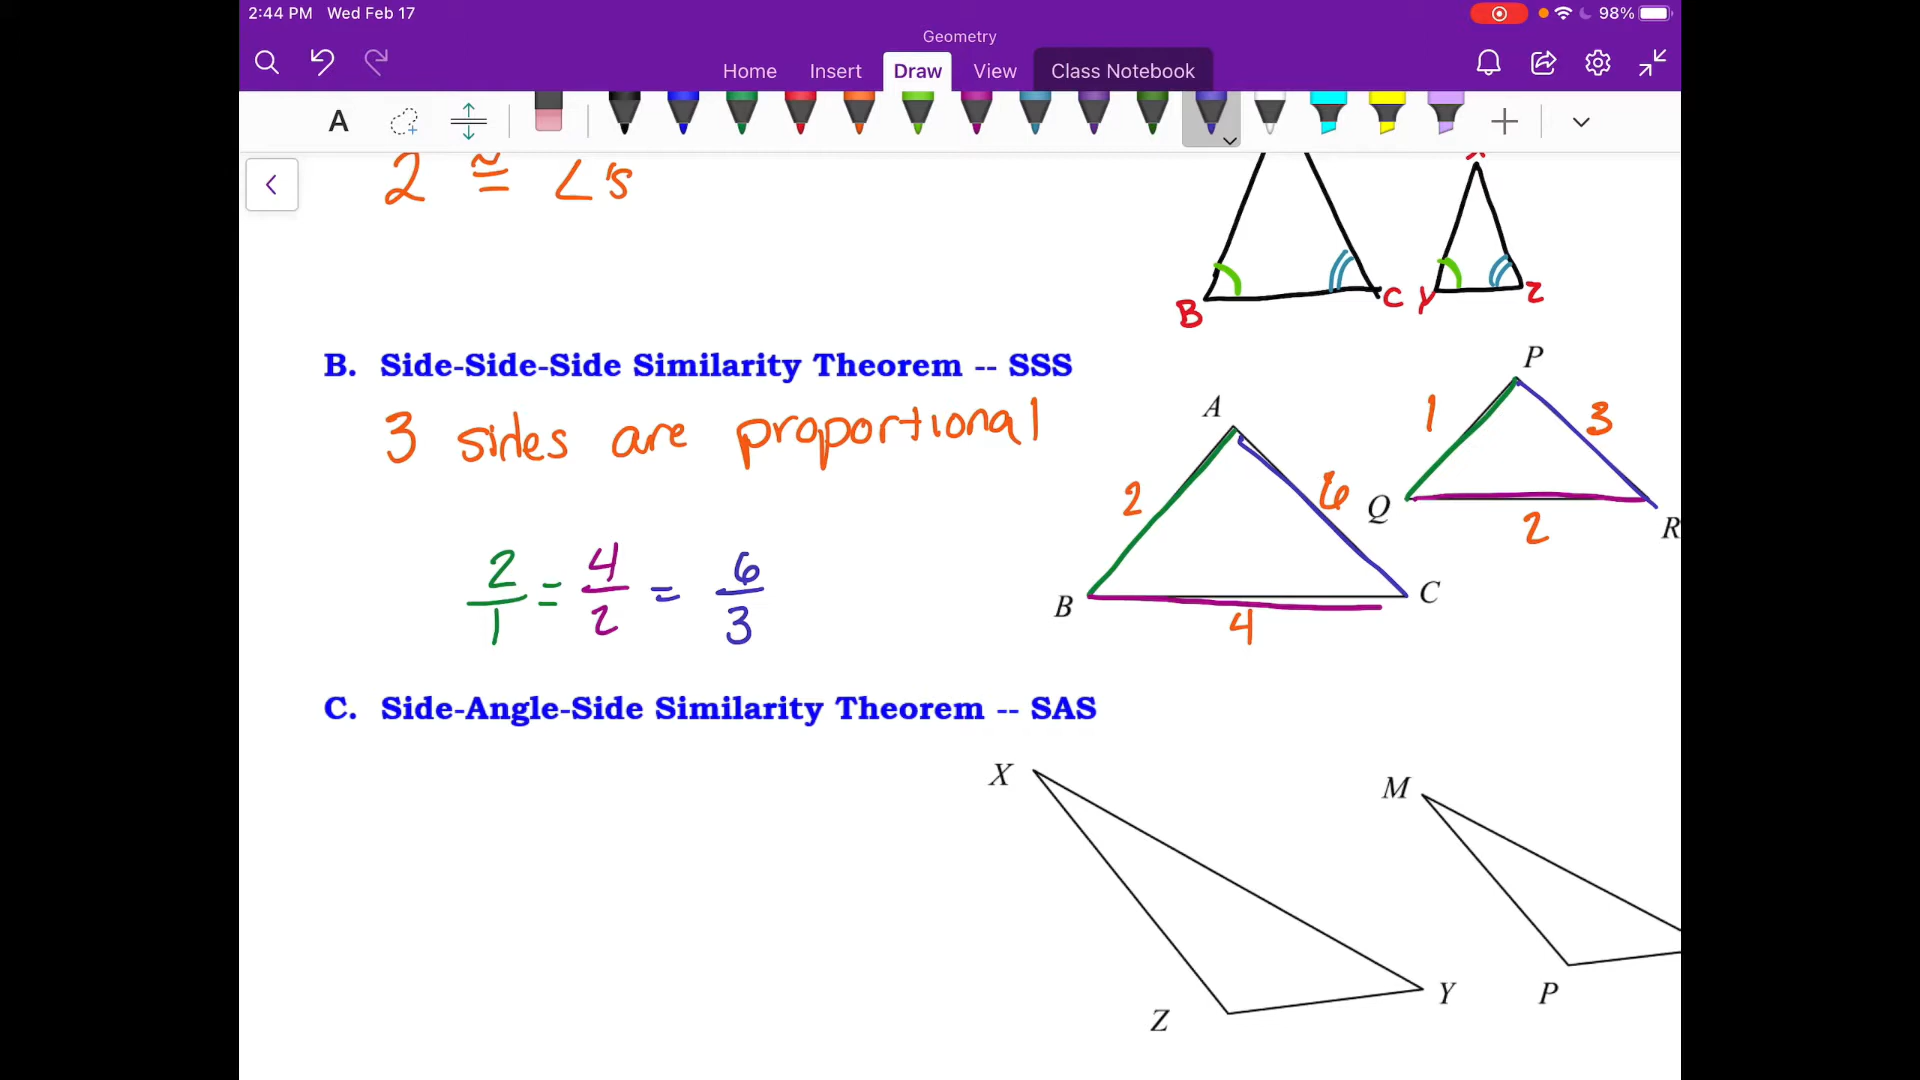 2:44 PM Wed Feb 17
98%
Geometry
Home Insert Draw View Class Notebook
A
2 ≅ ∠'s
B C Y Z
B. Side-Side-Side Similarity Theorem -- SSS
3 sides are proportional
P
1 3
Q R
2
A
2 6
B C
4
2/1 = 4/2 = 6/3
C. Side-Angle-Side Similarity Theorem -- SAS
X
M
Y
Z
P